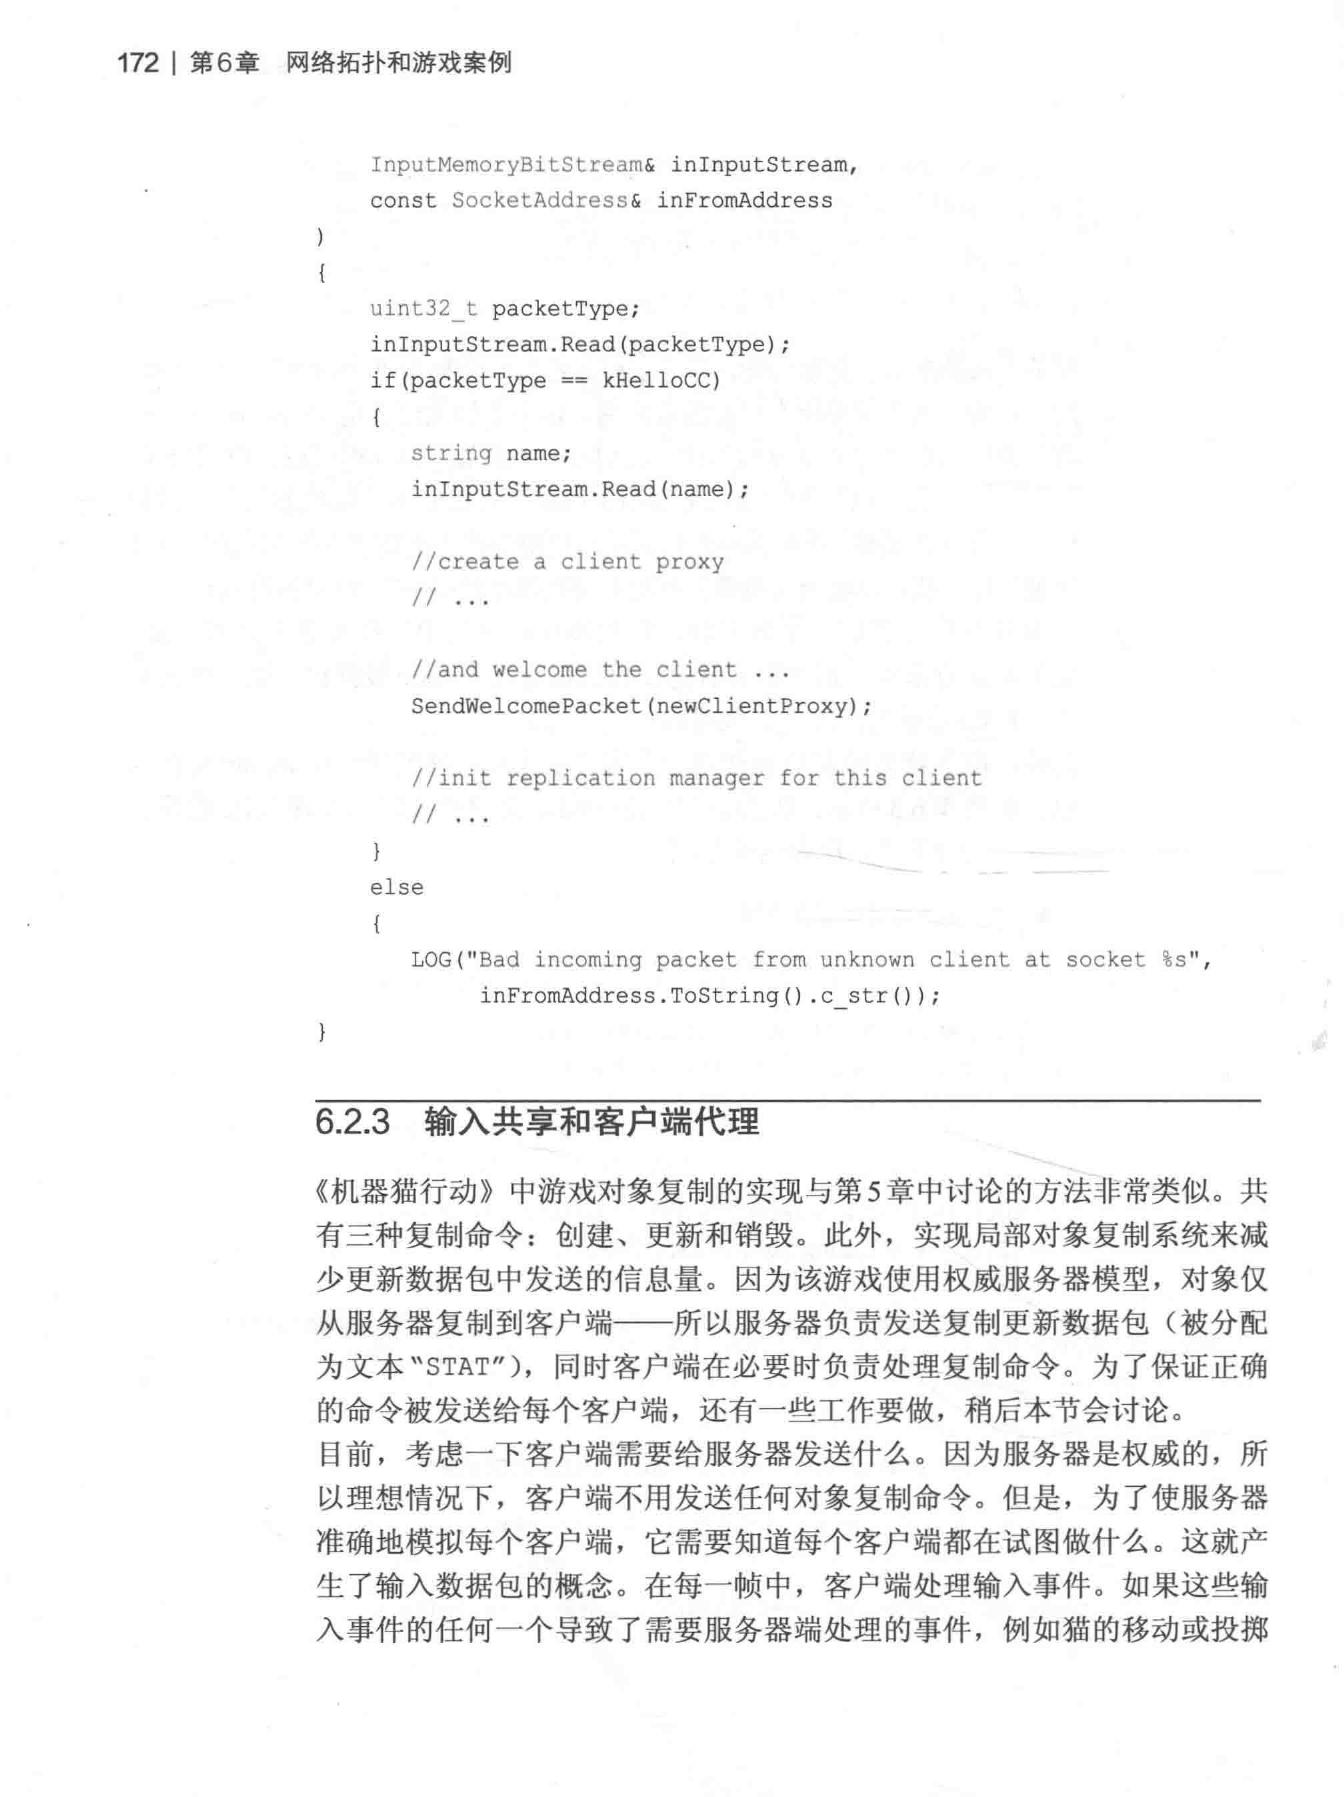 172 | 第6章 网络拓扑和游戏案例
InputMemoryBitStream& inInputStream,
const SocketAddress& inFromAddress
)
{
uint32_t packetType;
inInputStream.Read(packetType);
if(packetType == kHelloCC)
{
string name;
inInputStream.Read(name);
//create a client proxy
// ...
//and welcome the client ...
SendWelcomePacket(newClientProxy);
//init replication manager for this client
// ...
}
else
{
LOG("Bad incoming packet from unknown client at socket %s",
inFromAddress.ToString().c_str());
}
6.2.3 输入共享和客户端代理
《机器猫行动》中游戏对象复制的实现与第5章中讨论的方法非常类似。共
有三种复制命令：创建、更新和销毁。此外，实现局部对象复制系统来减
少更新数据包中发送的信息量。因为该游戏使用权威服务器模型，对象仅
从服务器复制到客户端——所以服务器负责发送复制更新数据包（被分配
为文本“STAT”），同时客户端在必要时负责处理复制命令。为了保证正确
的命令被发送给每个客户端，还有一些工作要做，稍后本节会讨论。
目前，考虑一下客户端需要给服务器发送什么。因为服务器是权威的，所
以理想情况下，客户端不用发送任何对象复制命令。但是，为了使服务器
准确地模拟每个客户端，它需要知道每个客户端都在试图做什么。这就产
生了输入数据包的概念。在每一帧中，客户端处理输入事件。如果这些输
入事件的任何一个导致了需要服务器端处理的事件，例如猫的移动或投掷